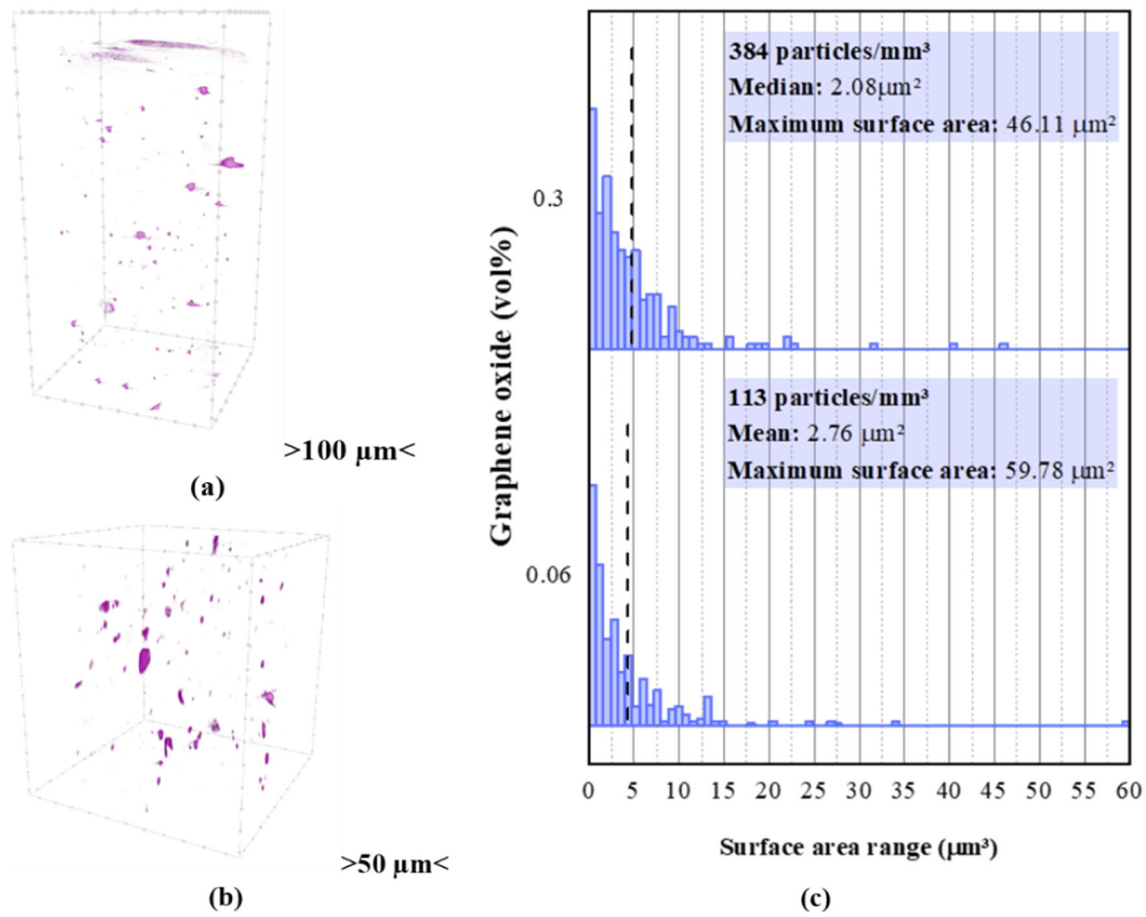 >100 µm<
(a)
>50 µm<
(b)
Graphene oxide (vol%)
0.3
0.06
384 particles/mm³
Median: 2.08µm²
Maximum surface area: 46.11 µm²
113 particles/mm³
Mean: 2.76 µm²
Maximum surface area: 59.78 µm²
0 5 10 15 20 25 30 35 40 45 50 55 60
Surface area range (µm³)
(c)